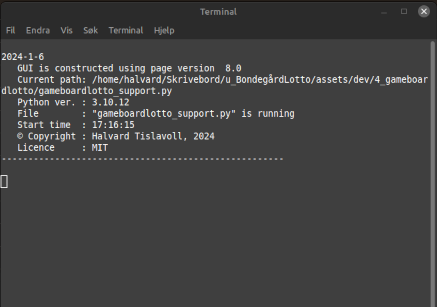 Terminal
Fil Endra Vis Søk Terminal Hjelp
2024-1-6
GUI is constructed using page version  8.0
Current path: /home/halvard/Skrivebord/u_BondegårdLotto/assets/dev/4_gameboar
dlotto/gameboardlotto_support.py
Python ver. : 3.10.12
File        : "gameboardlotto_support.py" is running
Start time  : 17:16:15
© Copyright : Halvard Tislavoll, 2024
Licence     : MIT
-----------------------------------------------------